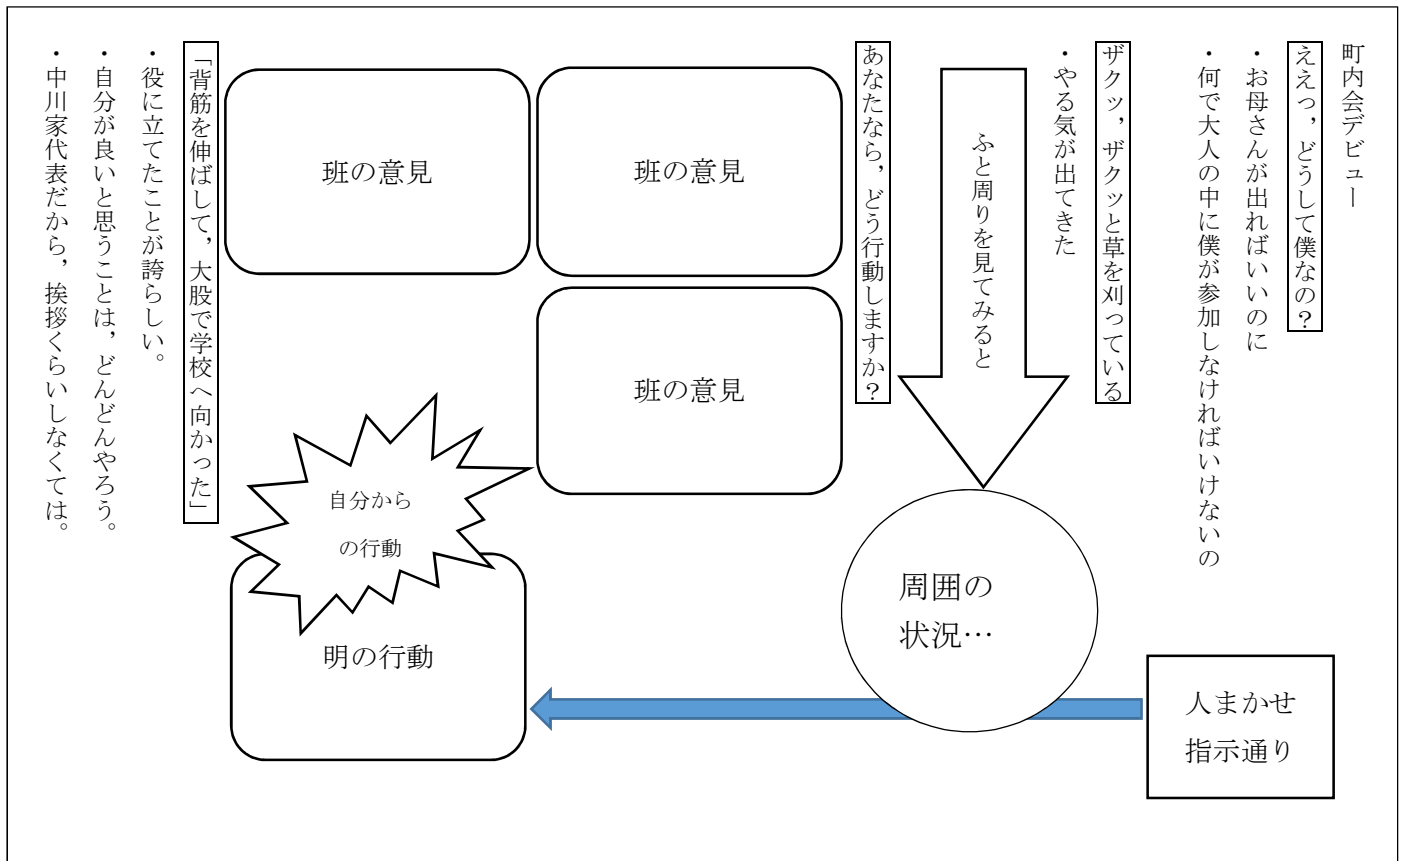 町内会デビュー
ええっ，どうして僕なの？
・お母さんが出ればいいのに
・何で大人の中に僕が参加しなければいけないの
ザクッ，ザクッと草を刈っている
・やる気が出てきた
ふと周りを見てみると
周囲の
状況…
人まかせ
指示通り
あなたなら，どう行動しますか？
班の意見
班の意見
班の意見
自分から
の行動
明の行動
「背筋を伸ばして，大股で学校へ向かった」
・役に立てたことが誇らしい。
・自分が良いと思うことは，どんどんやろう。
・中川家代表だから，挨拶くらいしなくては。